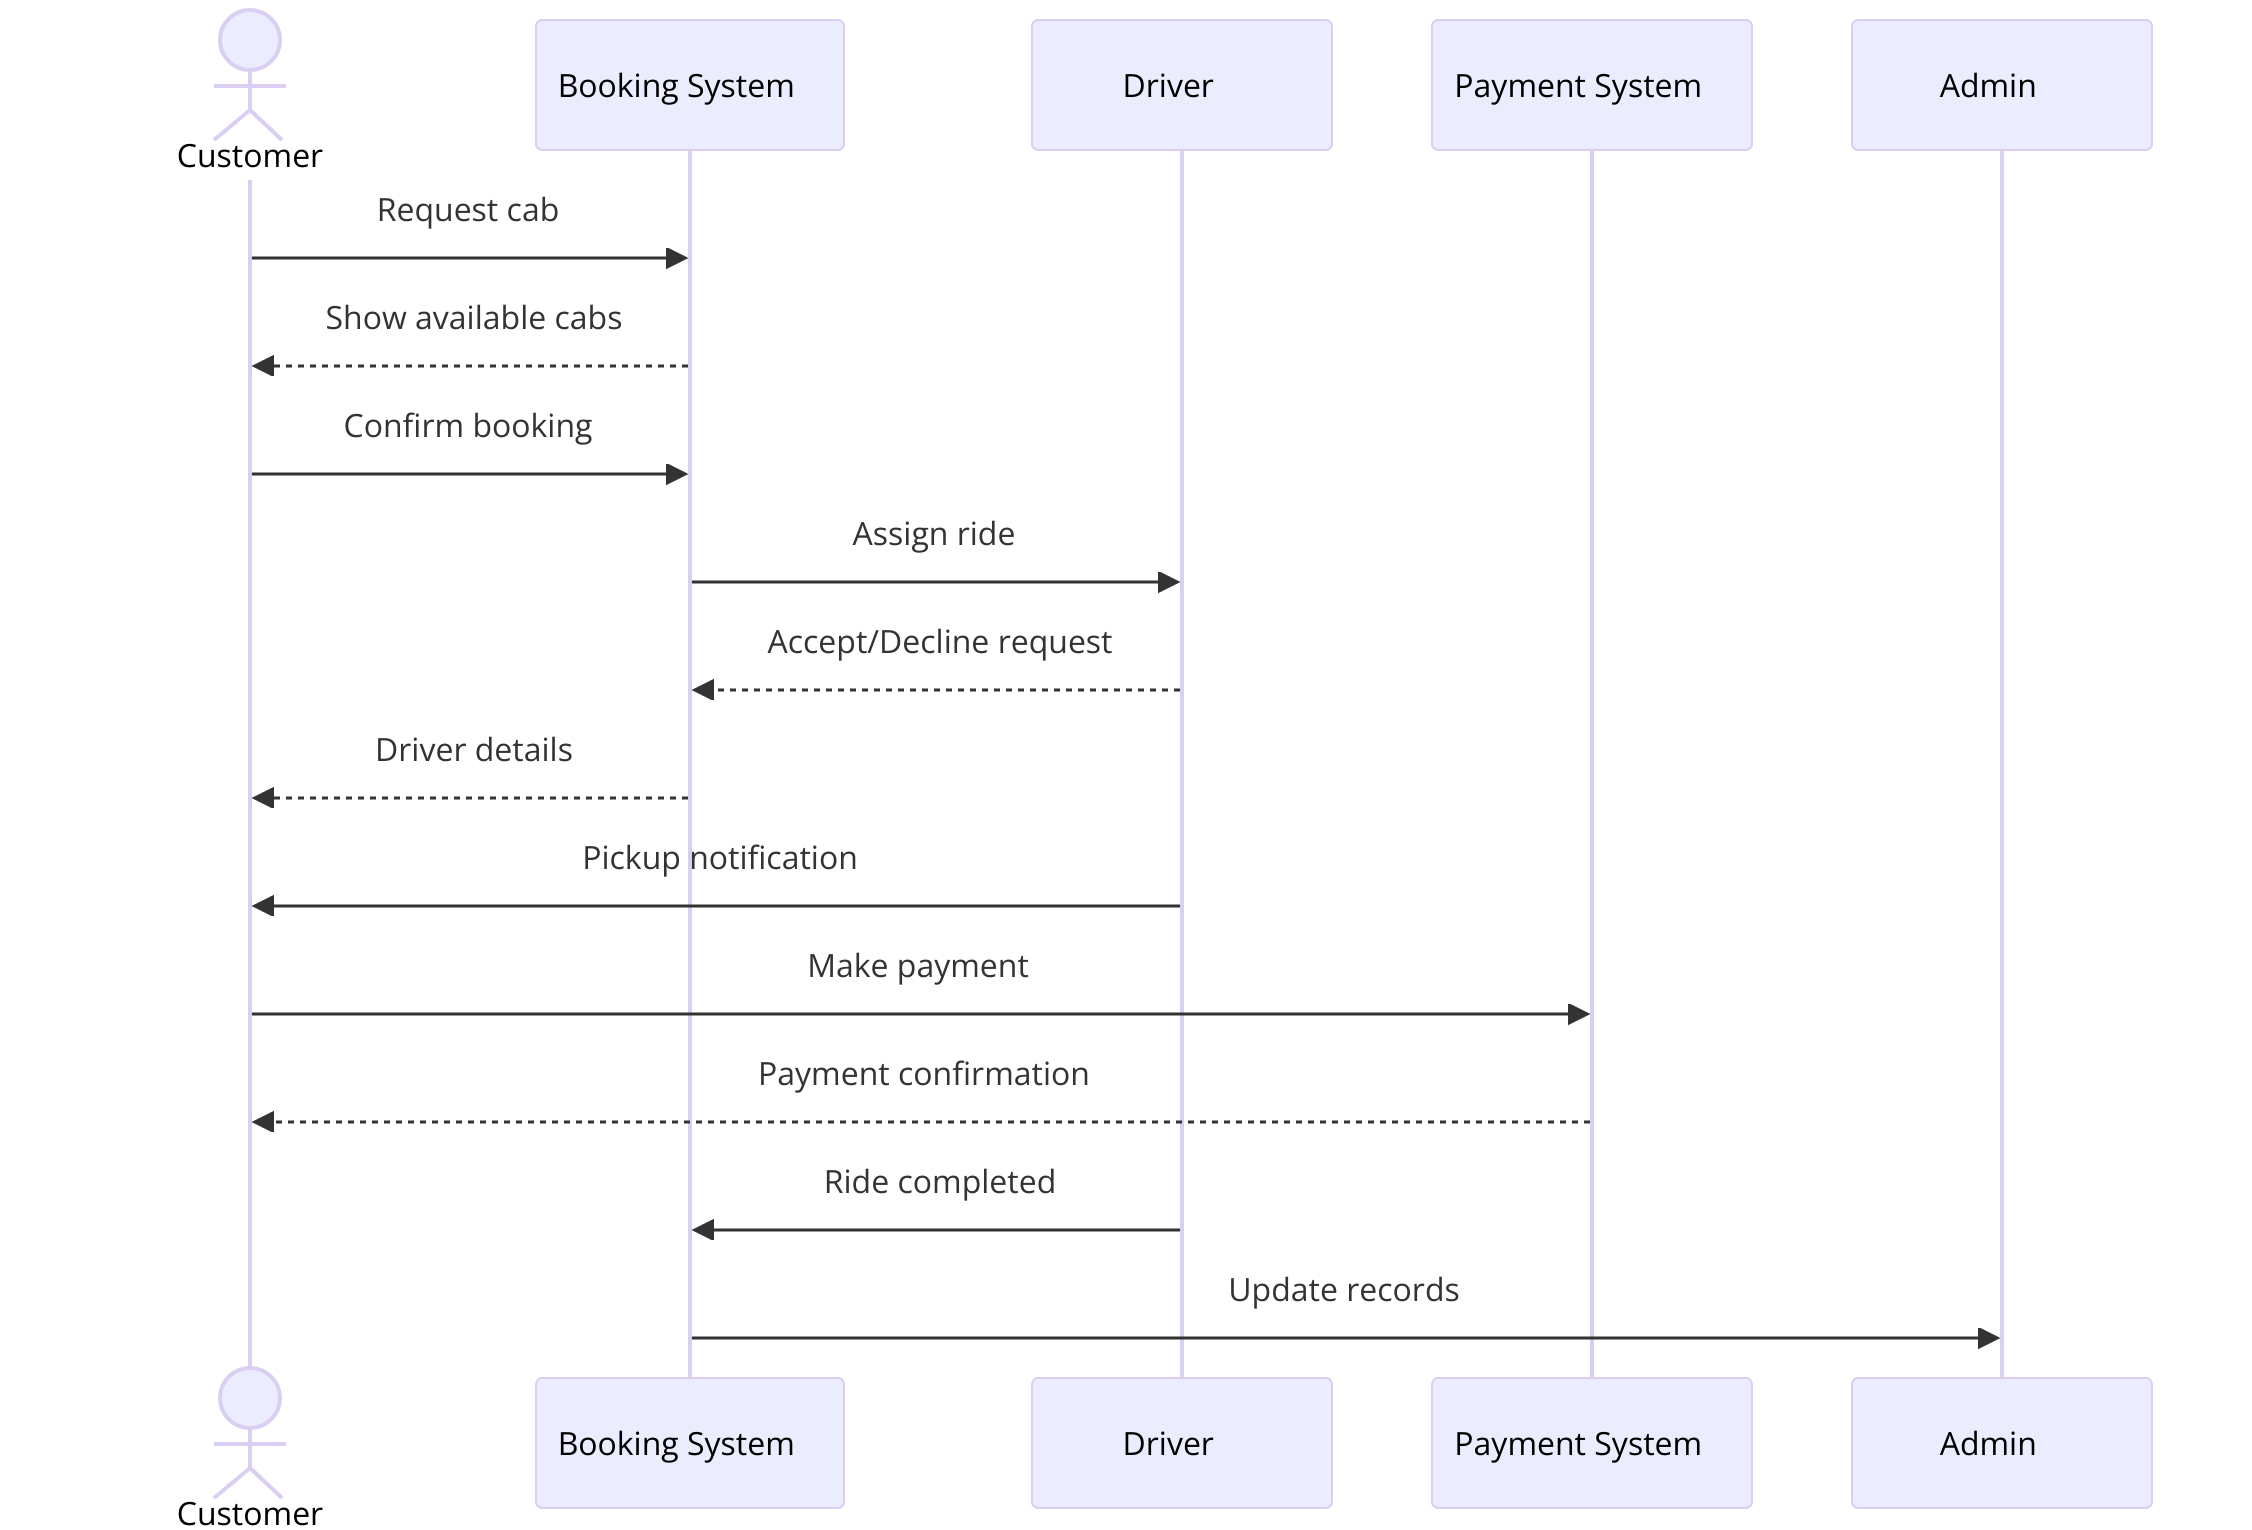 Booking System
Driver
Payment System
Admin
Customer
Request cab
Show available cabs
Confirm booking
Assign ride
Accept/Decline request
Driver details
Pickup notification
Make payment
Payment confirmation
Ride completed
Update records
Booking System
Driver
Payment System
Admin
Customer